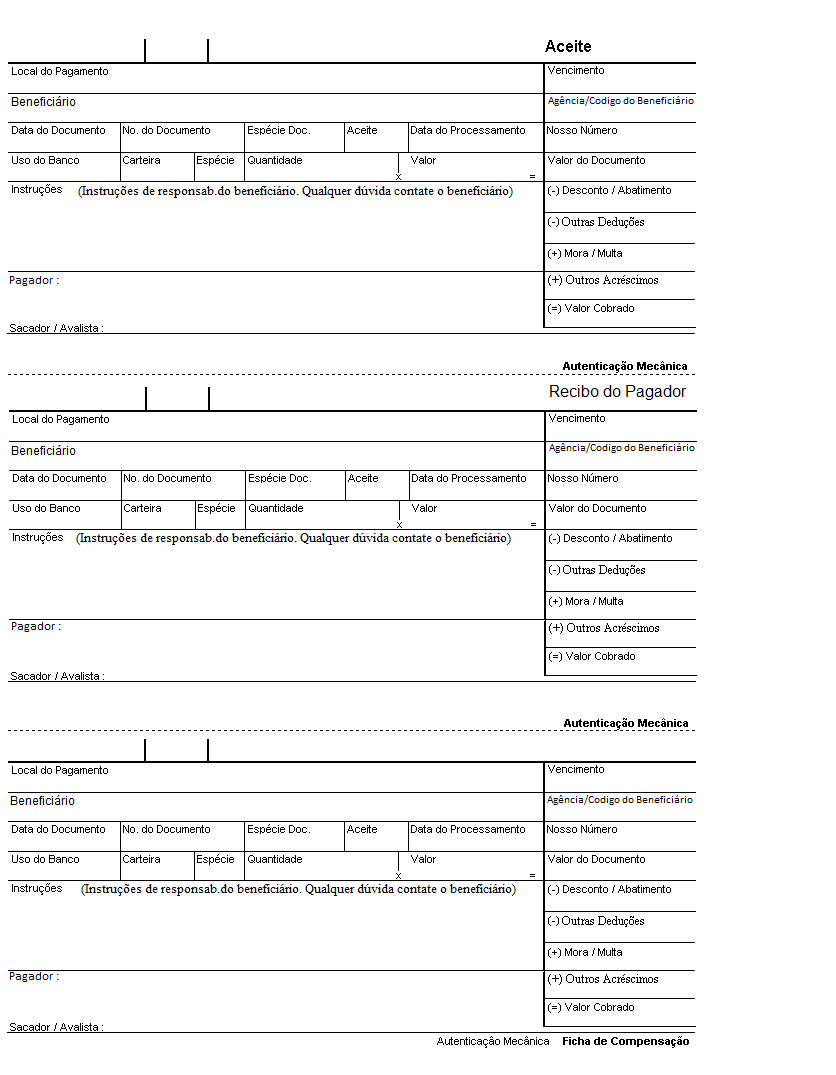 Aceite
Local do Pagamento Vencimento
Beneficiário Agência/Codigo do Beneficiário
Data do Documento No. do Documento Espécie Doc. Aceite Data do Processamento Nosso Número
Uso do Banco Carteira Espécie Quantidade Valor Valor do Documento
x =
Instruções (Instruções de responsab.do beneficiário. Qualquer dúvida contate o beneficiário) (-) Desconto / Abatimento
(-) Outras Deduções
(+) Mora / Multa
Pagador : (+) Outros Acréscimos
(=) Valor Cobrado
Sacador / Avalista :
Autenticação Mecânica
Recibo do Pagador
Local do Pagamento Vencimento
Beneficiário Agência/Codigo do Beneficiário
Data do Documento No. do Documento Espécie Doc. Aceite Data do Processamento Nosso Número
Uso do Banco Carteira Espécie Quantidade Valor Valor do Documento
x =
Instruções (Instruções de responsab.do beneficiário. Qualquer dúvida contate o beneficiário) (-) Desconto / Abatimento
(-) Outras Deduções
(+) Mora / Multa
Pagador : (+) Outros Acréscimos
(=) Valor Cobrado
Sacador / Avalista :
Autenticação Mecânica
Local do Pagamento Vencimento
Beneficiário Agência/Codigo do Beneficiário
Data do Documento No. do Documento Espécie Doc. Aceite Data do Processamento Nosso Número
Uso do Banco Carteira Espécie Quantidade Valor Valor do Documento
x =
Instruções (Instruções de responsab.do beneficiário. Qualquer dúvida contate o beneficiário) (-) Desconto / Abatimento
(-) Outras Deduções
(+) Mora / Multa
Pagador : (+) Outros Acréscimos
(=) Valor Cobrado
Sacador / Avalista :
Autenticação Mecânica Ficha de Compensação